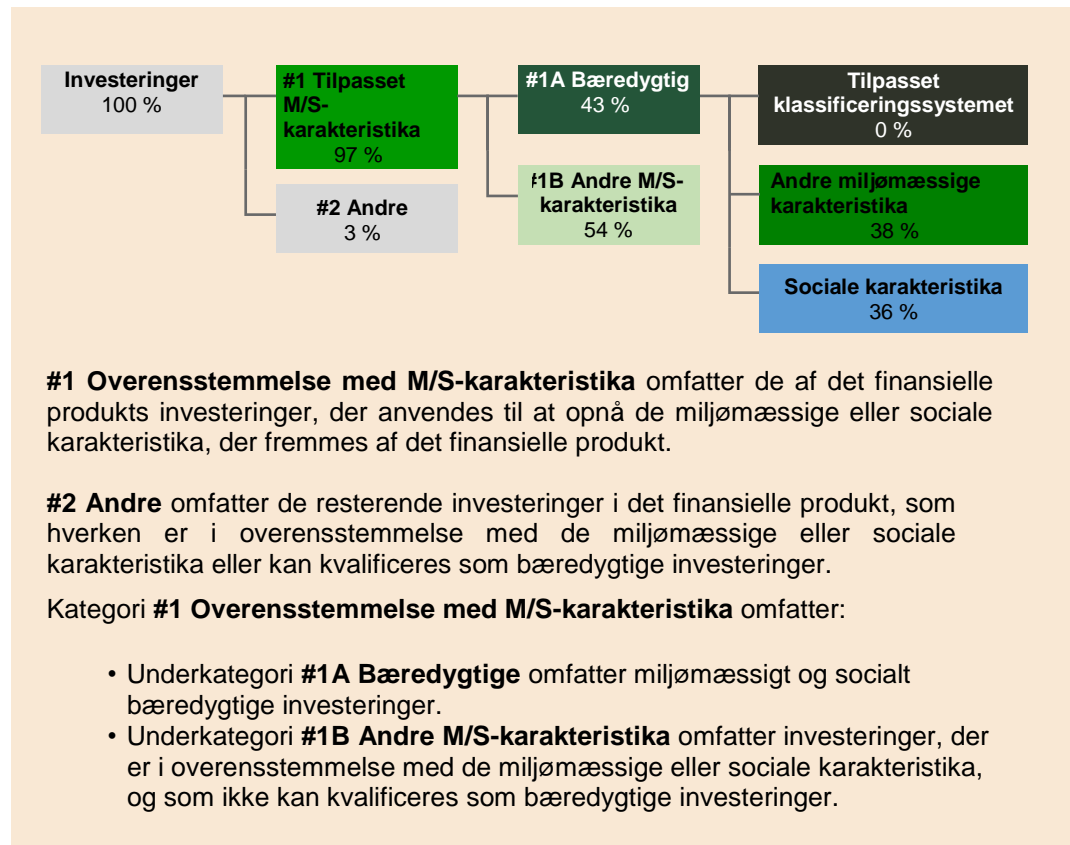 Investeringer
100 %
#1 Tilpasset
M/S-
karakteristika
97 %
#2 Andre
3 %
#1A Bæredygtig
43 %
#1B Andre M/S-
karakteristika
54 %
Tilpasset
klassificeringssystemet
0 %
Andre miljømæssige
karakteristika
38 %
Sociale karakteristika
36 %
#1 Overensstemmelse med M/S-karakteristika omfatter de af det finansielle
produkts investeringer, der anvendes til at opnå de miljømæssige eller sociale
karakteristika, der fremmes af det finansielle produkt.
#2 Andre omfatter de resterende investeringer i det finansielle produkt, som
hverken er i overensstemmelse med de miljømæssige eller sociale
karakteristika eller kan kvalificeres som bæredygtige investeringer.
Kategori #1 Overensstemmelse med M/S-karakteristika omfatter:
• Underkategori #1A Bæredygtige omfatter miljømæssigt og socialt
bæredygtige investeringer.
• Underkategori #1B Andre M/S-karakteristika omfatter investeringer, der
er i overensstemmelse med de miljømæssige eller sociale karakteristika,
og som ikke kan kvalificeres som bæredygtige investeringer.